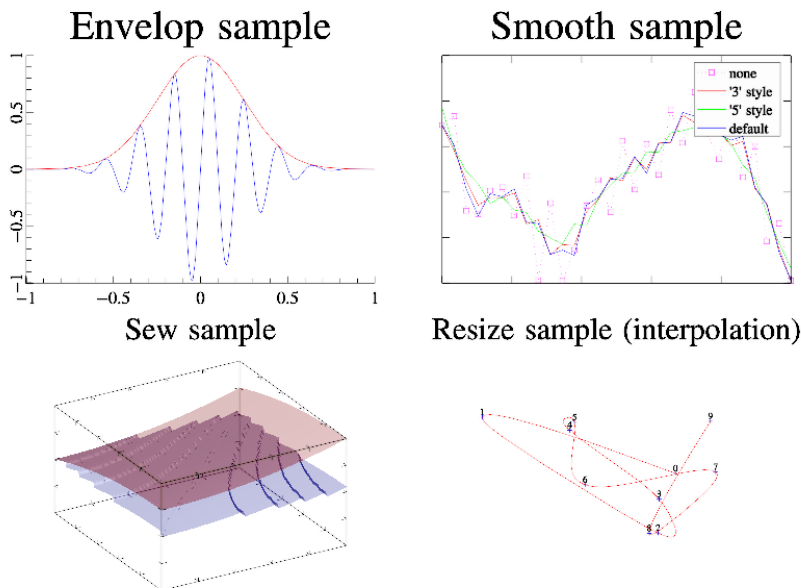 Envelop sample
Smooth sample
1
0.5
0
−0.5
−1
−1
−0.5
0
0.5
1
none
'3' style
'5' style
default
Sew sample
Resize sample (interpolation)
1
5
4
9
0
7
6
3
8
2